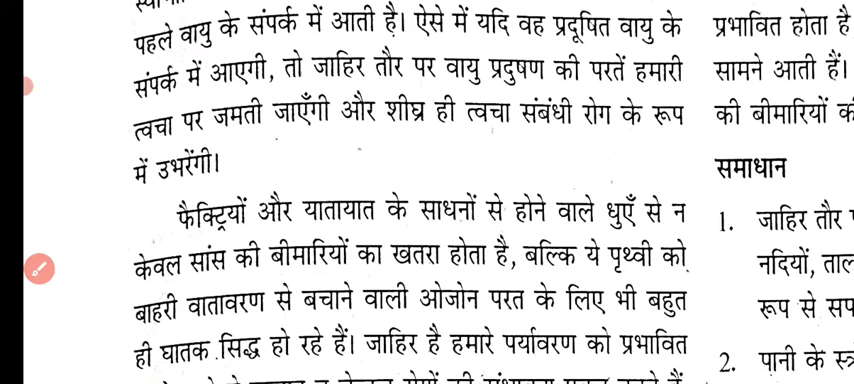 पहले वायु के संपर्क में आती है। ऐसे में यदि वह प्रदूषित वायु के
संपर्क में आएगी, तो जाहिर तौर पर वायु प्रदुषण की परतें हमारी
त्वचा पर जमती जाएँगी और शीघ्र ही त्वचा संबंधी रोग के रूप
में उभरेंगी।
फैक्ट्रियों और यातायात के साधनों से होने वाले धुएँ से न
केवल सांस की बीमारियों का खतरा होता है, बल्कि ये पृथ्वी को
बाहरी वातावरण से बचाने वाली ओजोन परत के लिए भी बहुत
ही घातक सिद्ध हो रहे हैं। जाहिर है हमारे पर्यावरण को प्रभावित
प्रभावित होता है
सामने आती हैं।
की बीमारियों
समाधान
1. जाहिर तौर
नदियों,
रूप से
2. पानी के